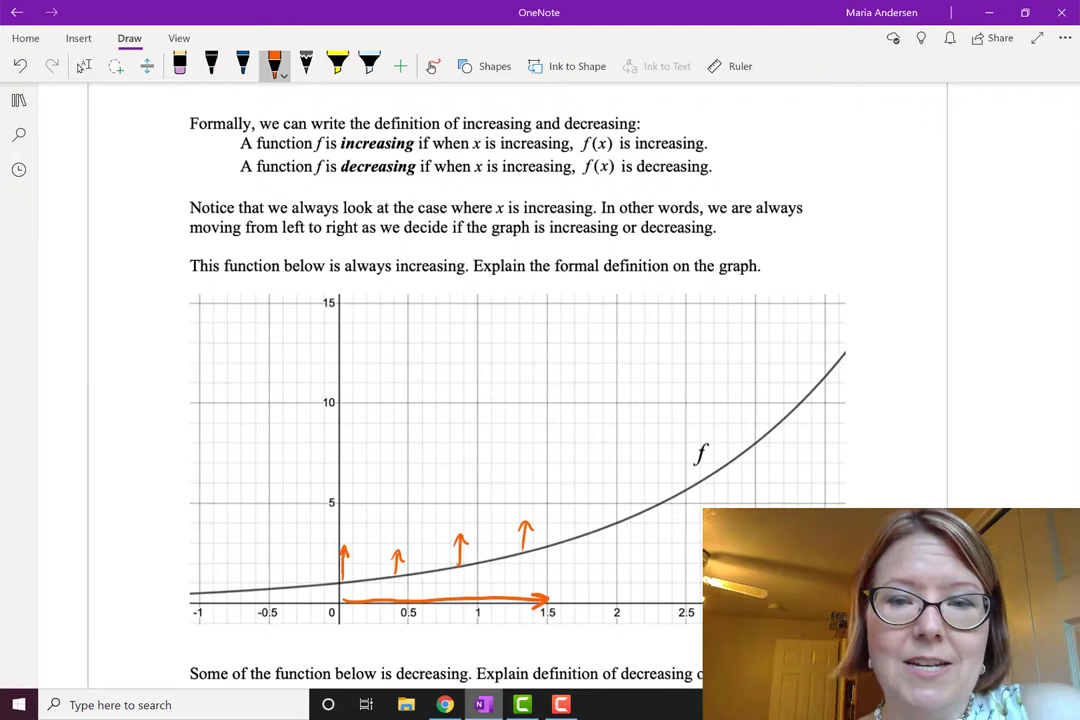 OneNote
Maria Andersen
Home Insert Draw View
Share
Shapes Ink to Shape Ink to Text Ruler
Formally, we can write the definition of increasing and decreasing:
A function f is increasing if when x is increasing, f(x) is increasing.
A function f is decreasing if when x is increasing, f(x) is decreasing.
Notice that we always look at the case where x is increasing. In other words, we are always
moving from left to right as we decide if the graph is increasing or decreasing.
This function below is always increasing. Explain the formal definition on the graph.
15
10
f
5
-1 -0.5 0 0.5 1 1.5 2 2.5
Some of the function below is decreasing. Explain definition of decreasing
Type here to search